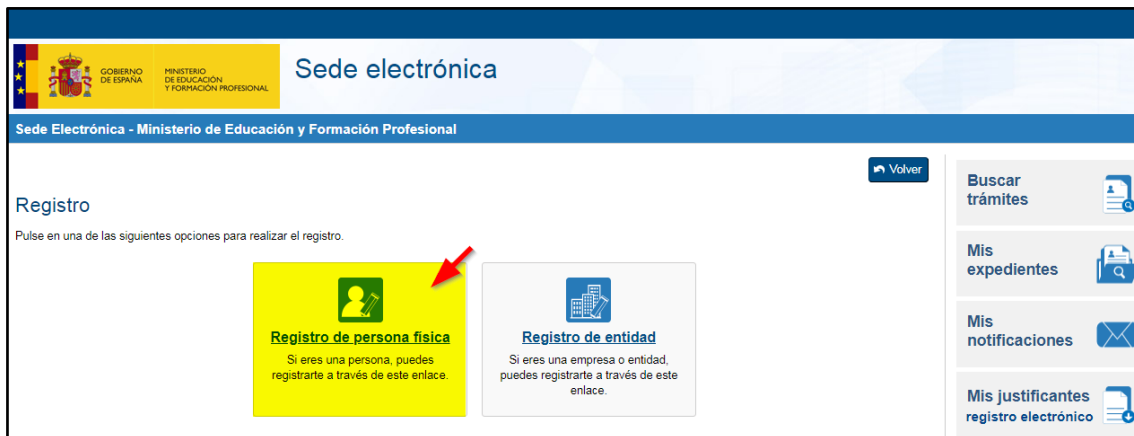 GOBIERNO
DE ESPAÑA
MINISTERIO
DE EDUCACIÓN
Y FORMACIÓN PROFESIONAL
Sede electrónica
Sede Electrónica - Ministerio de Educación y Formación Profesional
Volver
Registro
Pulse en una de las siguientes opciones para realizar el registro.
Registro de persona física
Si eres una persona, puedes
registrarte a través de este enlace.
Registro de entidad
Si eres una empresa o entidad,
puedes registrarte a través de este
enlace.
Buscar
trámites
Mis
expedientes
Mis
notificaciones
Mis justificantes
registro electrónico